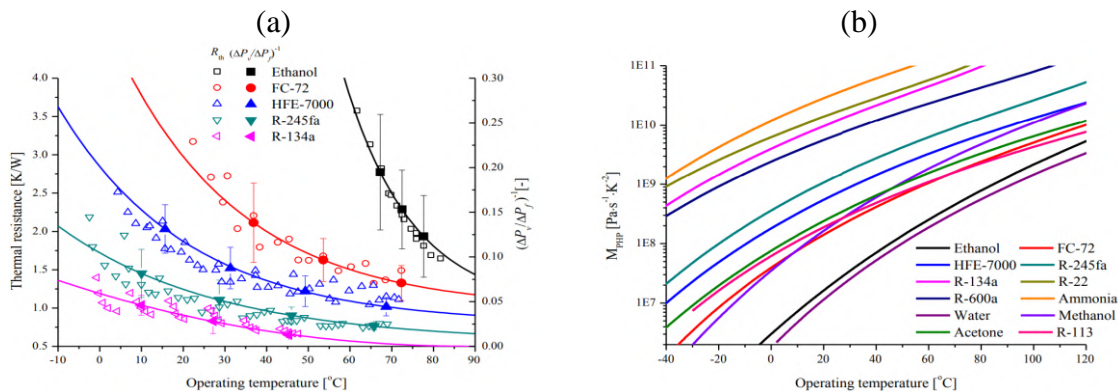 (a)
(b)
R_th (ΔP_v/ΔP_f)^-1
Ethanol
FC-72
HFE-7000
R-245fa
R-134a
4.0
3.5
3.0
2.5
2.0
1.5
1.0
0.5
Thermal resistance [K/W]
0.30
0.25
0.20
0.15
0.10
0.05
0.00
(ΔP_v/ΔP_f)^-1 [-]
-10 0 10 20 30 40 50 60 70 80 90
Operating temperature [°C]
1E11
1E10
1E9
1E8
1E7
M_PHP [Pa·s^-1·K^-2]
Ethanol FC-72
HFE-7000 R-245fa
R-134a R-22
R-600a Ammonia
Water Methanol
Acetone R-113
-40 -20 0 20 40 60 80 100 120
Operating temperature [°C]